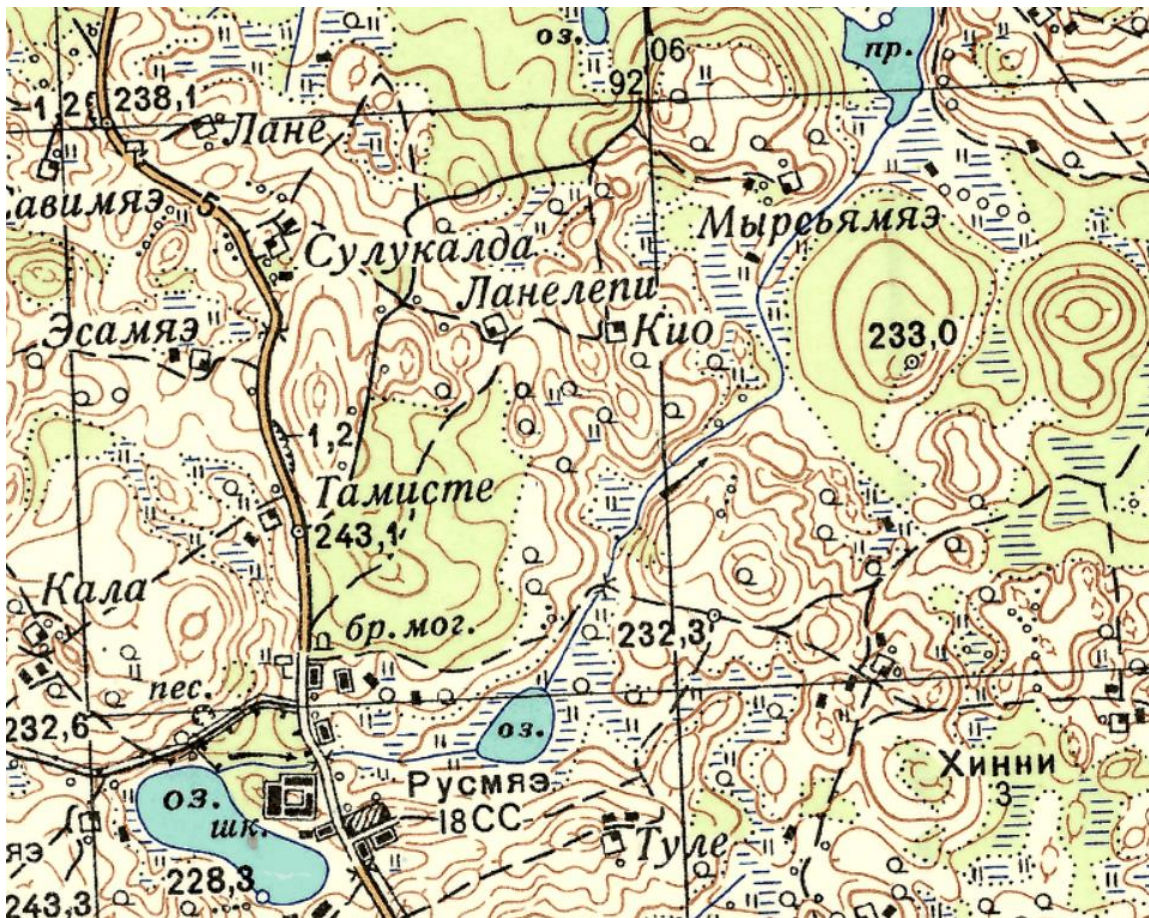 оз.
06
пр.
92
1,2
238,1
Лане
авимяэ
5
Мырсьямяэ
Сулукалда
Ланелепи
Эсамяэ
Кио
233,0
1,2
Тамисте
243,1
Кала
бр. мог.
232,3
пес.
232,6
оз.
Хинни
3
Русмяэ
оз.
18СС
шк.
Туле
яэ
228,3
243,3